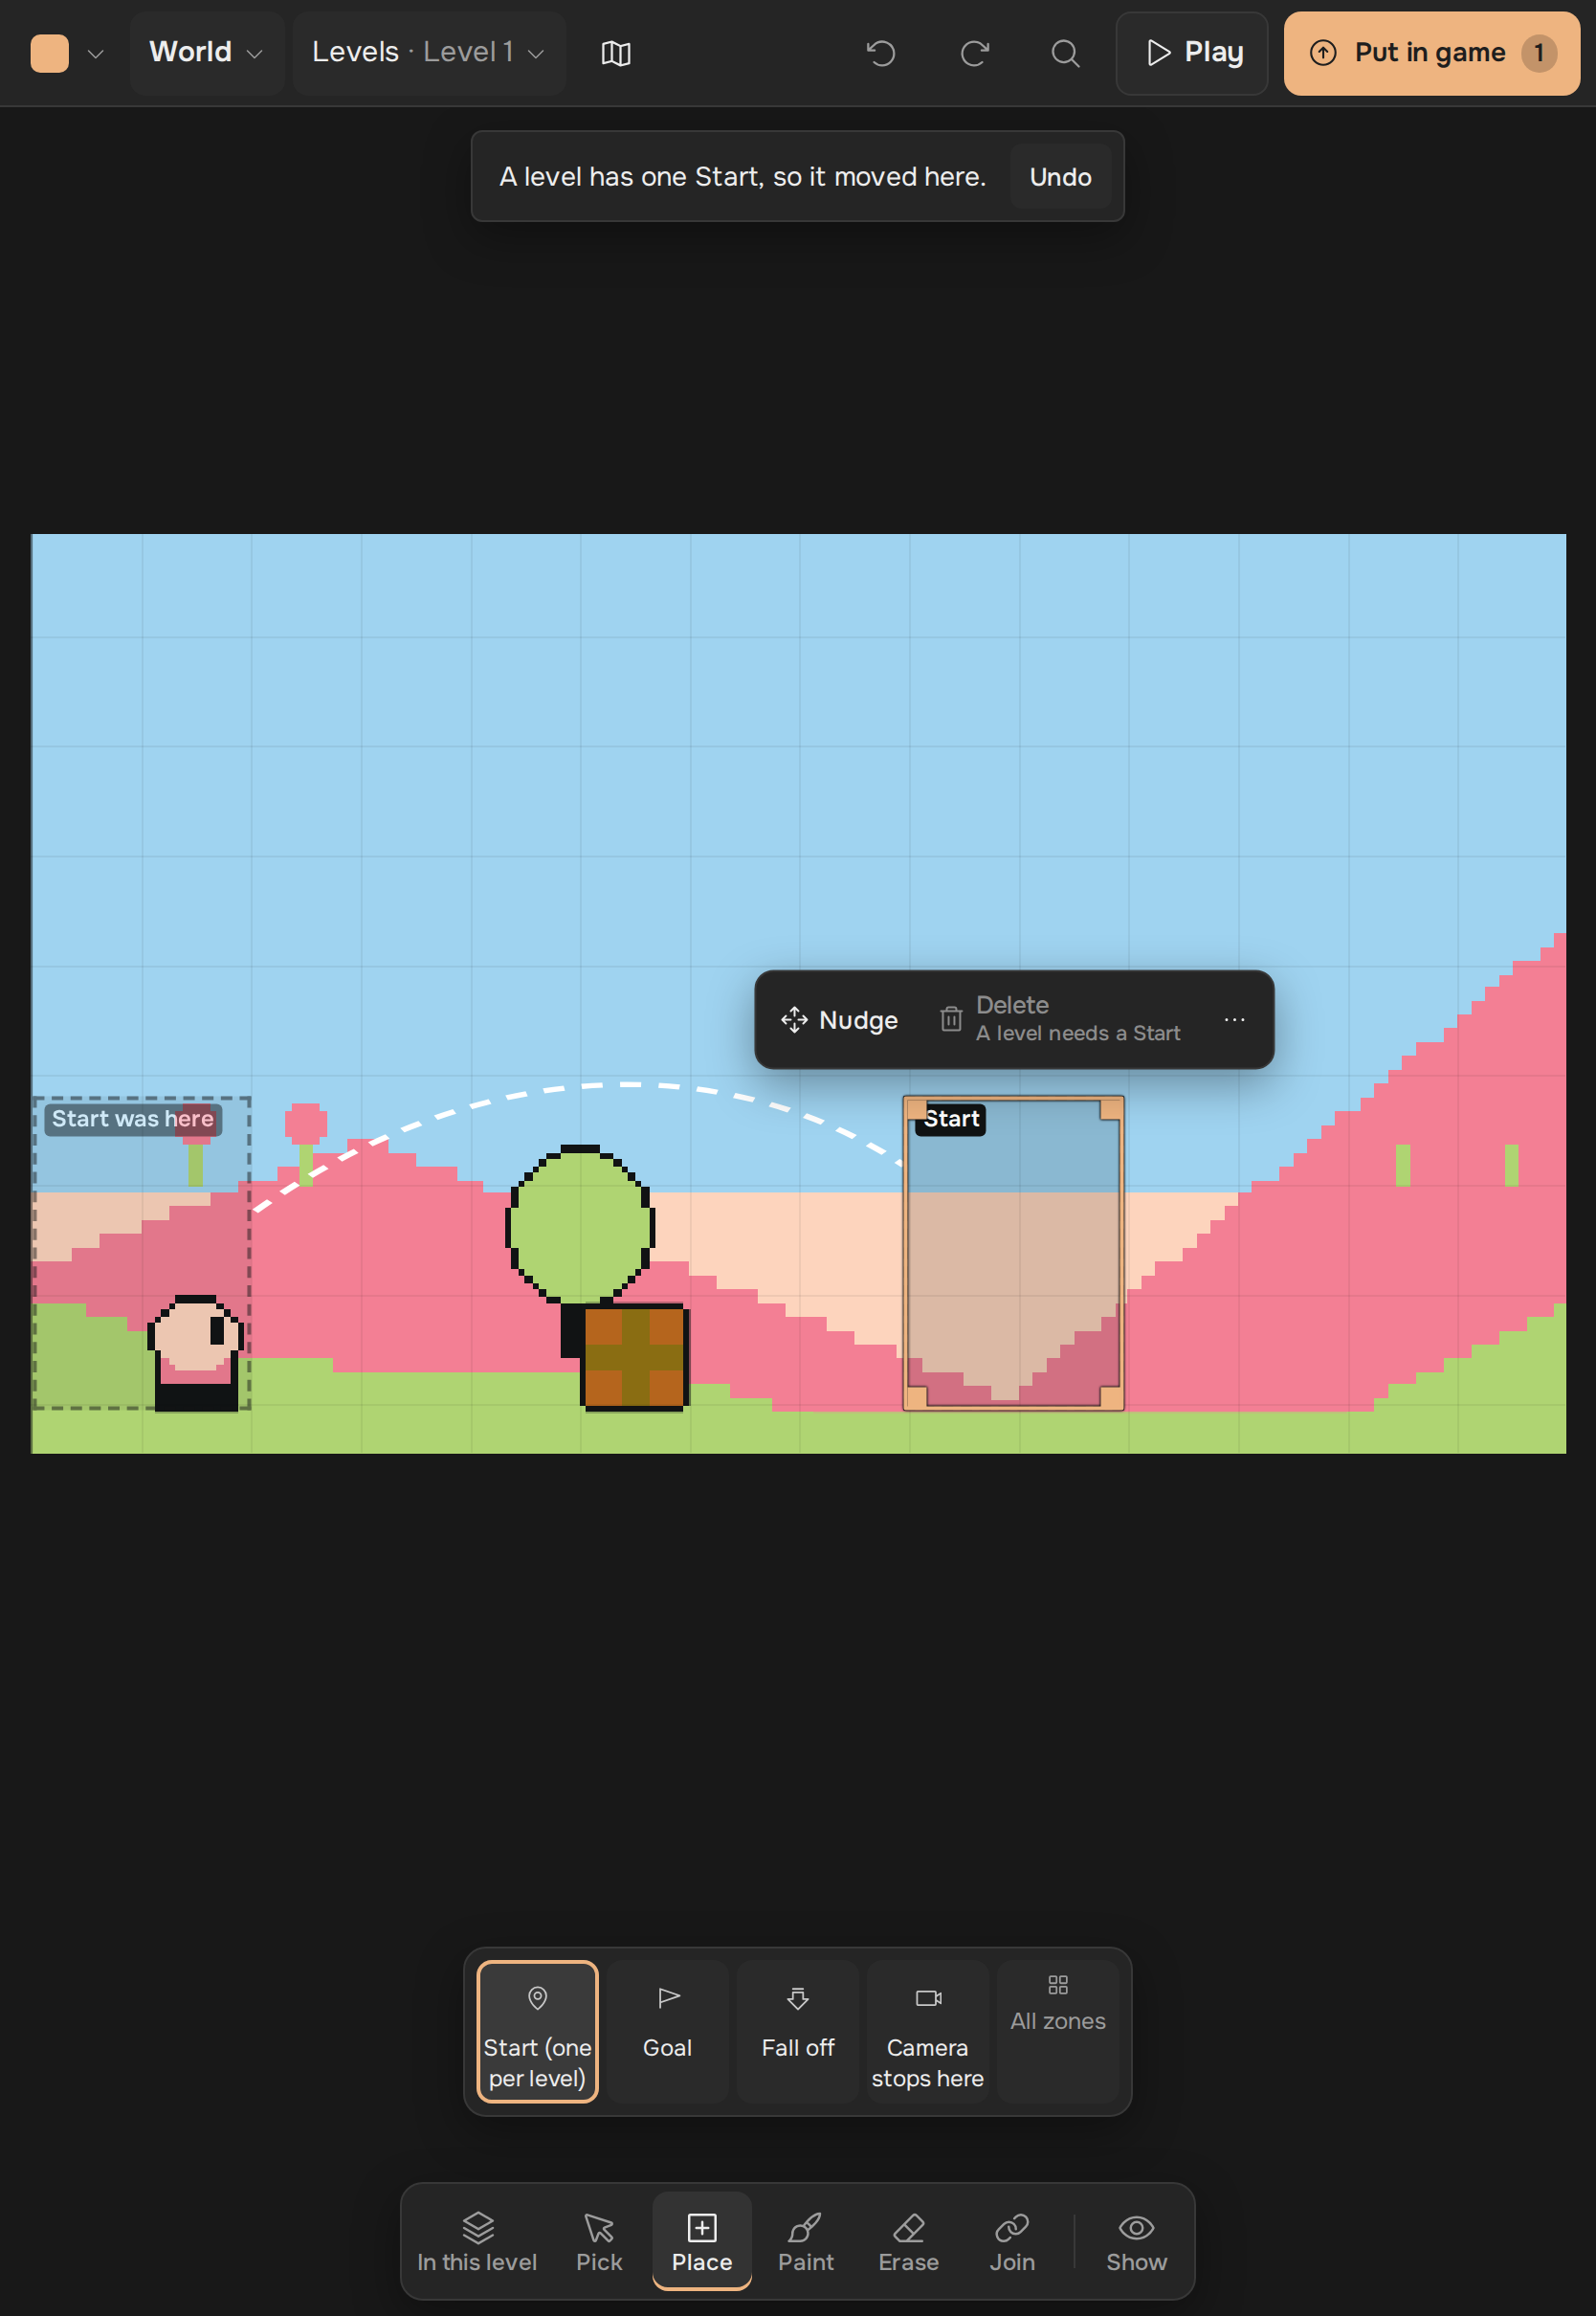 World
Levels · Level 1
Play
Put in game 1
A level has one Start, so it moved here.
Undo
Nudge
Delete
A level needs a Start
Start was here
Start
Start (one
per level)
Goal
Fall off
Camera
stops here
All zones
In this level
Pick
Place
Paint
Erase
Join
Show